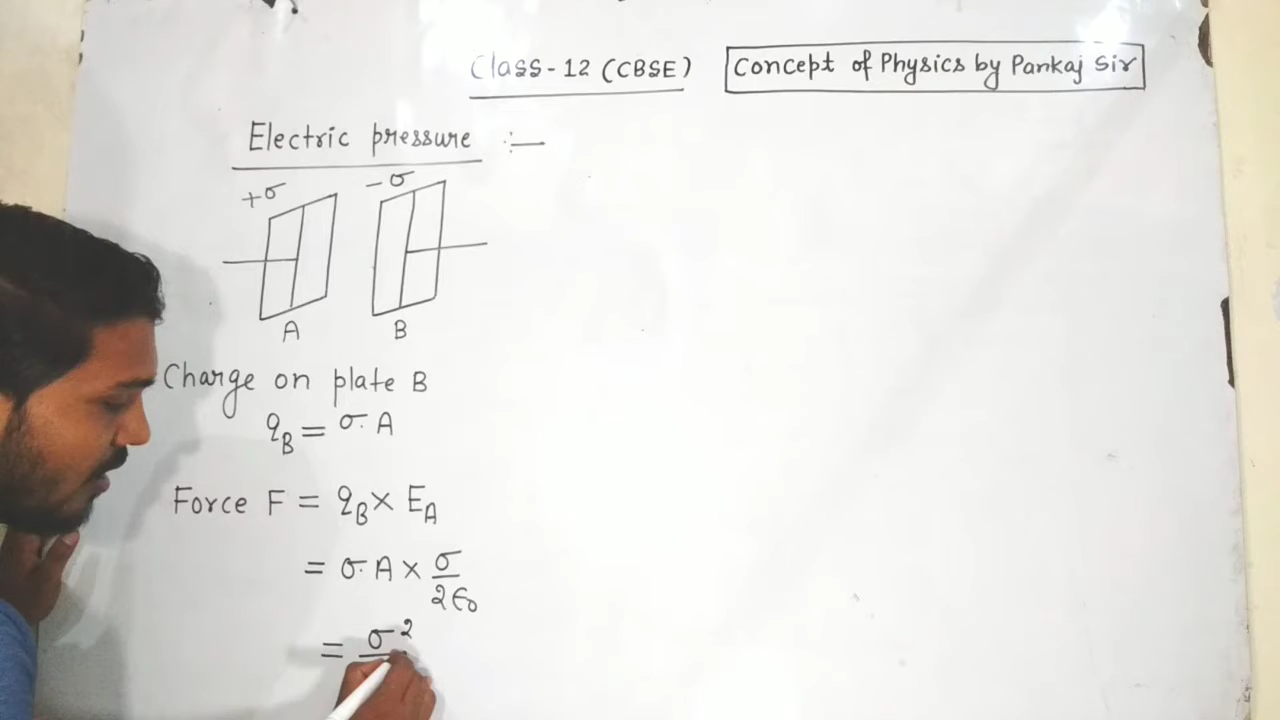 Class-12 (CBSE) Concept of Physics by Pankaj Sir
Electric pressure :—
+σ -σ
A B
Charge on plate B
q_B = σ.A
Force F = q_B × E_A
= σ.A × σ/2ϵ₀
= σ²